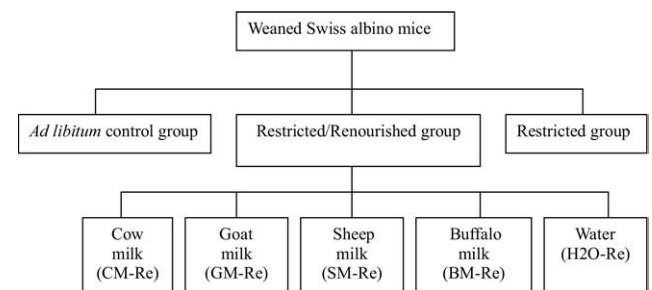 Weaned Swiss albino mice
Ad libitum control group
Restricted/Renourished group
Restricted group
Cow
milk
(CM-Re)
Goat
milk
(GM-Re)
Sheep
milk
(SM-Re)
Buffalo
milk
(BM-Re)
Water
(H2O-Re)